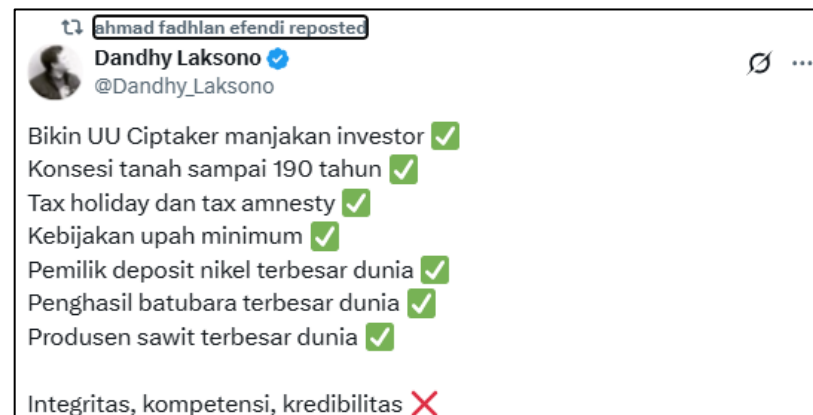 ahmad fadhlan efendi reposted
Dandhy Laksono
@Dandhy_Laksono
Bikin UU Ciptaker manjakan investor ✅
Konsesi tanah sampai 190 tahun ✅
Tax holiday dan tax amnesty ✅
Kebijakan upah minimum ✅
Pemilik deposit nikel terbesar dunia ✅
Penghasil batubara terbesar dunia ✅
Produsen sawit terbesar dunia ✅
Integritas, kompetensi, kredibilitas ❌